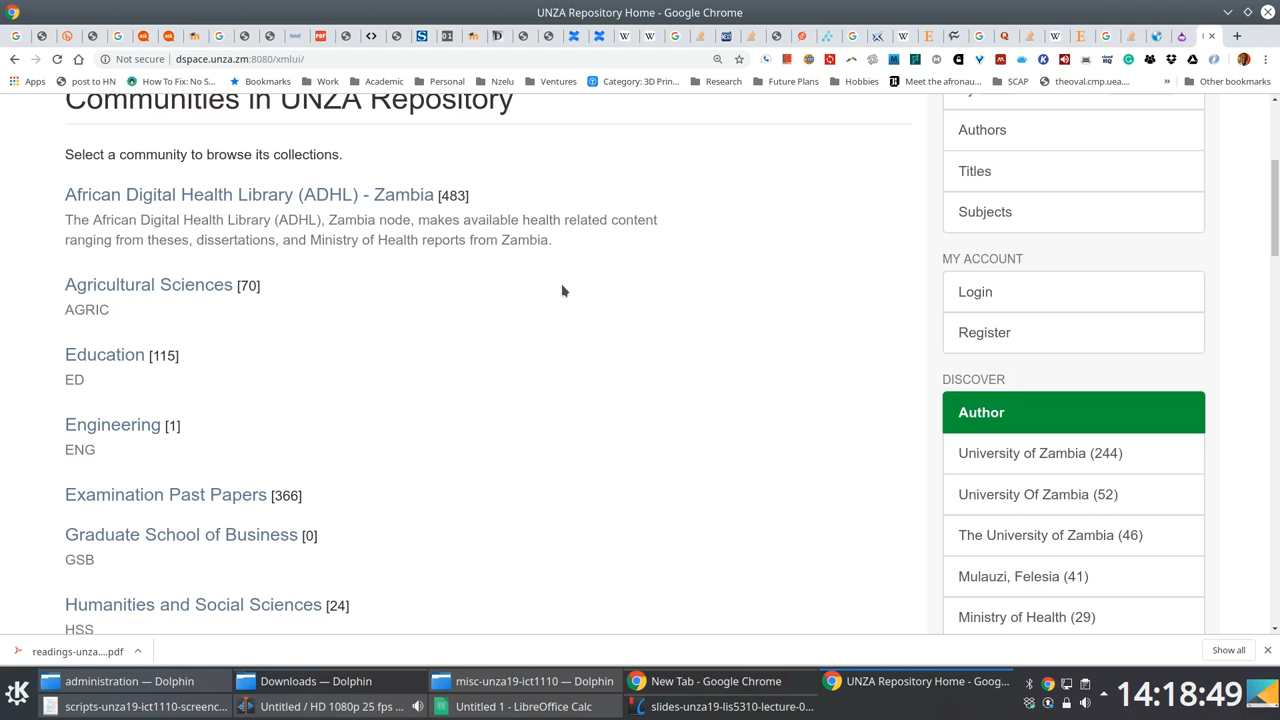 UNZA Repository Home - Google Chrome
Not secure | dspace.unza.zm:8080/xmlui/
Apps post to HN How To Fix: No S... Bookmarks Work Academic Personal Nzelu Ventures Category: 3D Prin... Research Future Plans Hobbies Meet the afronau... SCAP theoval.cmp.uea.... » Other bookmarks
Communities in UNZA Repository
Select a community to browse its collections.
African Digital Health Library (ADHL) - Zambia [483]
The African Digital Health Library (ADHL), Zambia node, makes available health related content
ranging from theses, dissertations, and Ministry of Health reports from Zambia.
Agricultural Sciences [70]
AGRIC
Education [115]
ED
Engineering [1]
ENG
Examination Past Papers [366]
Graduate School of Business [0]
GSB
Humanities and Social Sciences [24]
HSS
Authors
Titles
Subjects
MY ACCOUNT
Login
Register
DISCOVER
Author
University of Zambia (244)
University Of Zambia (52)
The University of Zambia (46)
Mulauzi, Felesia (41)
Ministry of Health (29)
readings-unza....pdf
Show all
administration — Dolphin
Downloads — Dolphin
misc-unza19-ict1110 — Dolphin
New Tab - Google Chrome
UNZA Repository Home - Goog...
scripts-unza19-ict1110-screenc...
Untitled / HD 1080p 25 fps ...
Untitled 1 - LibreOffice Calc
slides-unza19-lis5310-lecture-0...
14:18:49